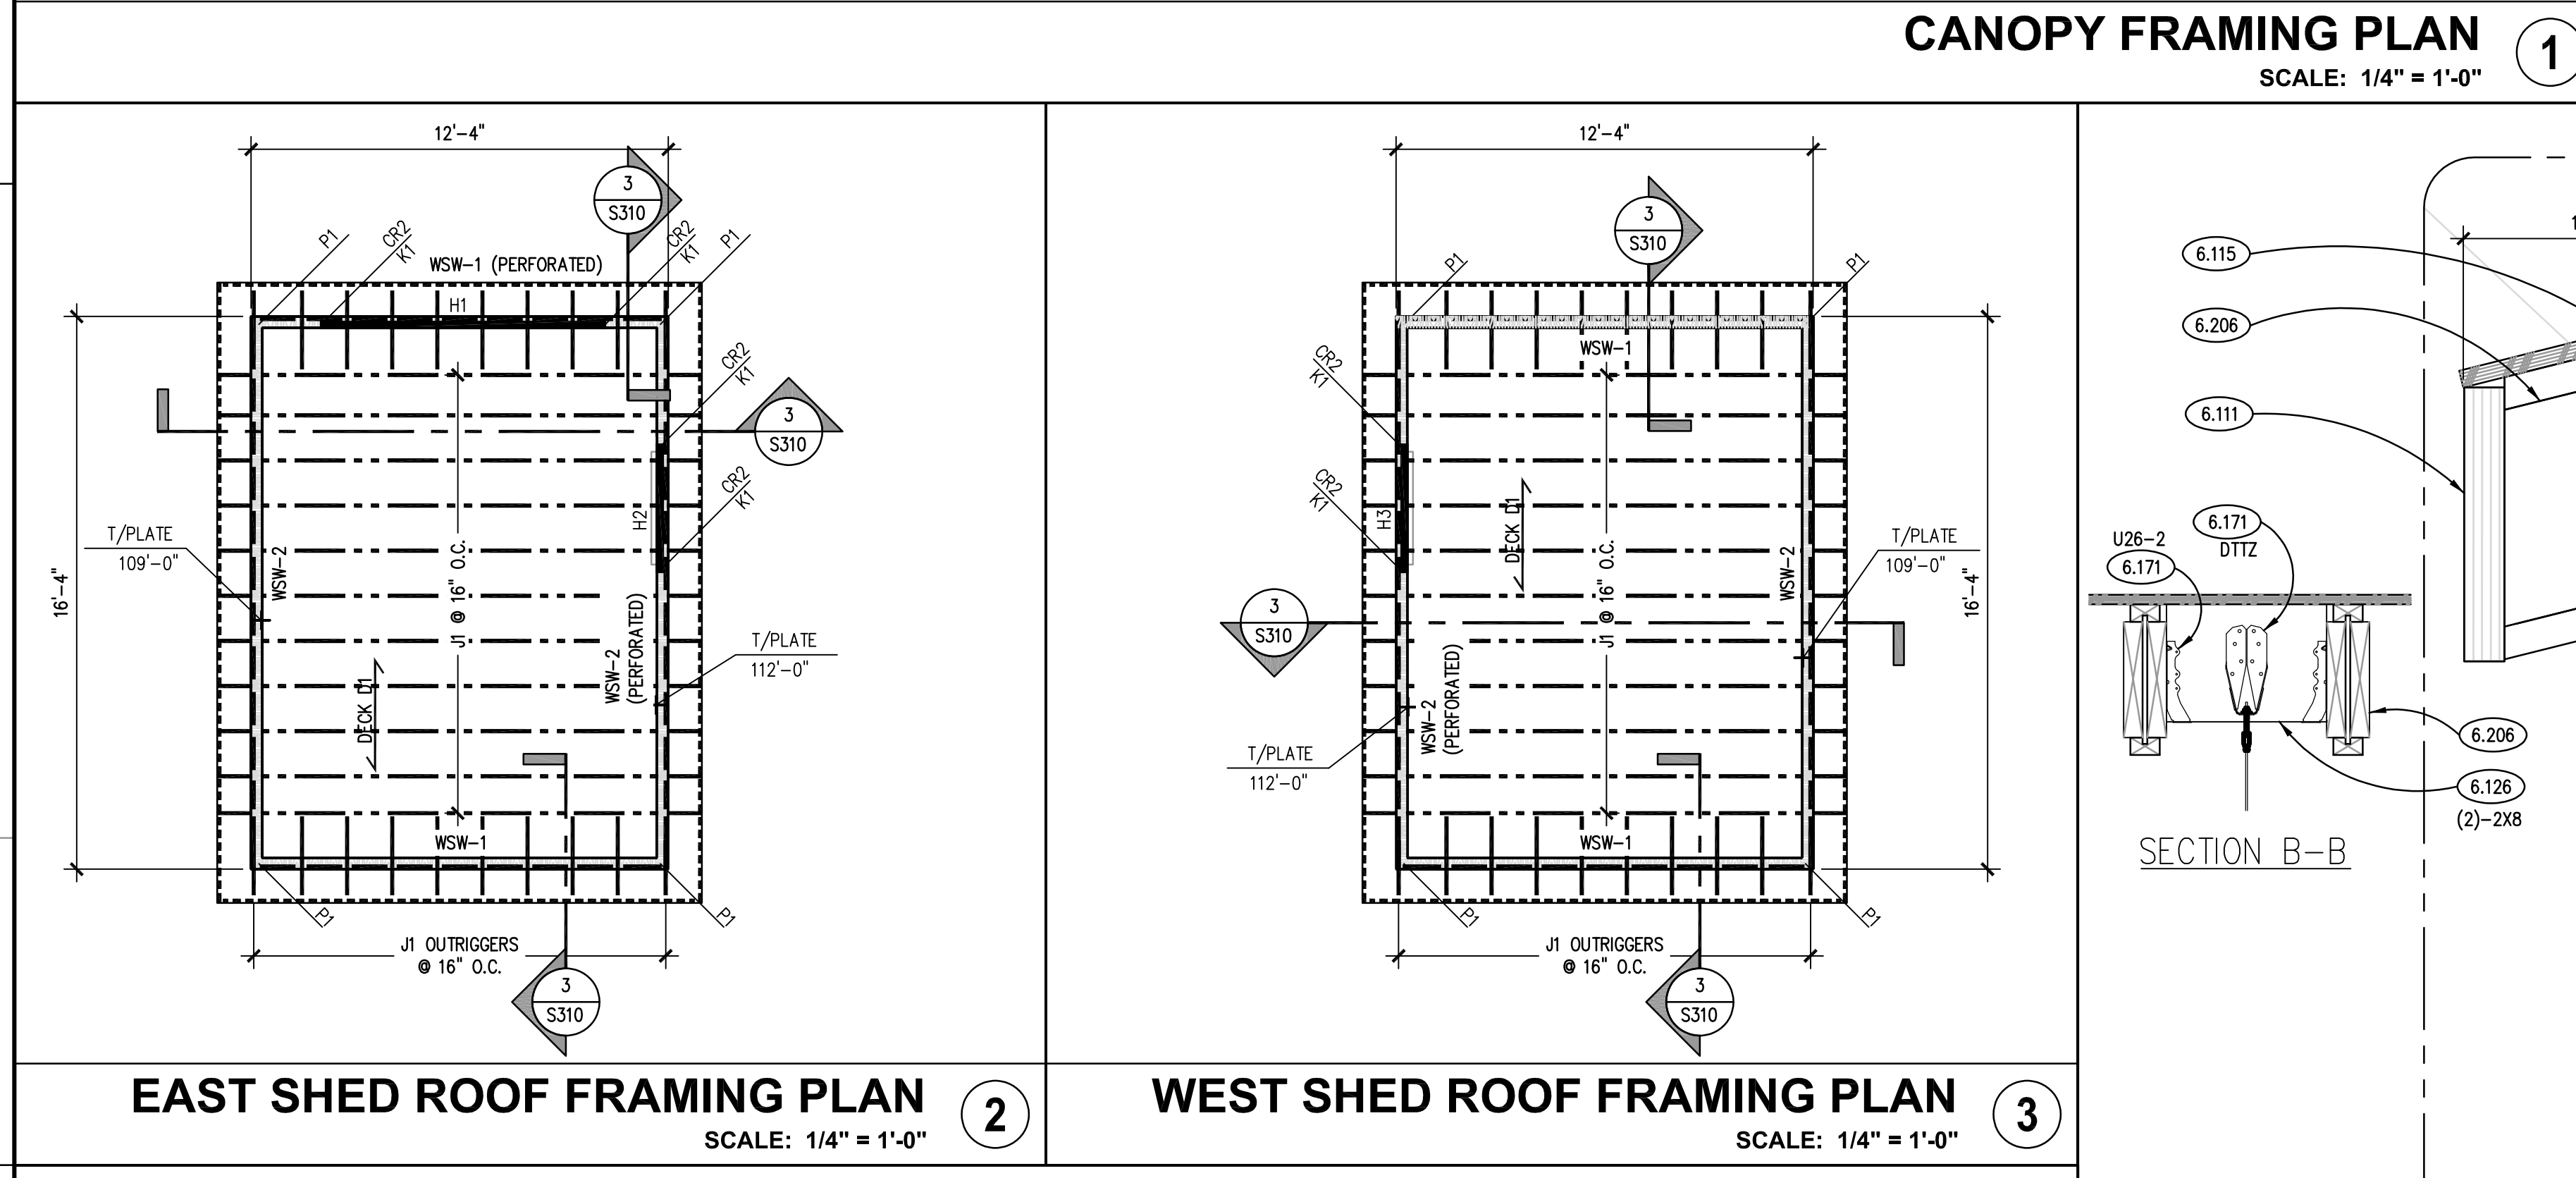 CANOPY FRAMING PLAN
1
SCALE: 1/4" = 1'-0"
12'-4"
3
S310
P1
CR2
K1
CR2
K1
P1
WSW-1 (PERFORATED)
H1
CR2
K1
3
S310
CR2
K1
H2
T/PLATE
109'-0"
WSW-2
16'-4"
J1 @ 16" O.C.
WSW-2
(PERFORATED)
T/PLATE
112'-0"
DECK D1
WSW-1
P1
P1
J1 OUTRIGGERS
@ 16" O.C.
3
S310
EAST SHED ROOF FRAMING PLAN
2
SCALE: 1/4" = 1'-0"
12'-4"
3
S310
P1
P1
WSW-1
CR2
K1
CR2
K1
H3
DECK D1
J1 @ 16" O.C.
WSW-2
T/PLATE
109'-0"
16'-4"
3
S310
WSW-2
(PERFORATED)
T/PLATE
112'-0"
WSW-1
P1
P1
J1 OUTRIGGERS
@ 16" O.C.
3
S310
WEST SHED ROOF FRAMING PLAN
3
SCALE: 1/4" = 1'-0"
6.115
6.206
6.111
6.171
DTTZ
U26-2
6.171
6.206
6.126
(2)-2X8
SECTION B-B